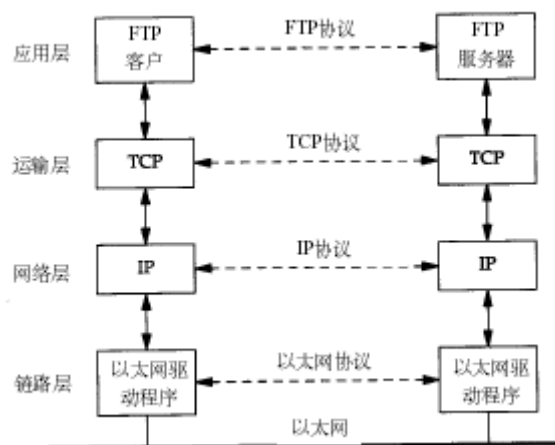 应用层
FTP
客户
FTP协议
FTP
服务器
运输层
TCP
TCP协议
TCP
网络层
IP
IP协议
IP
链路层
以太网驱
动程序
以太网协议
以太网驱
动程序
以太网